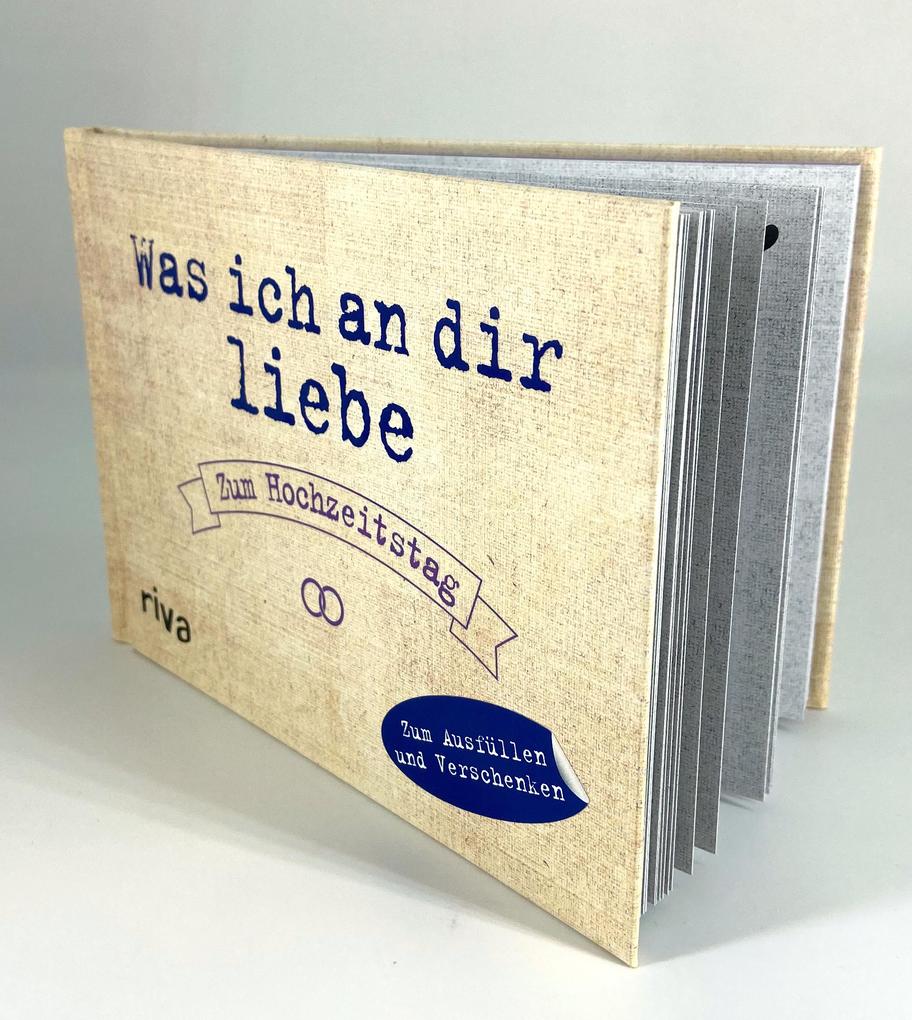 Was ich an dir
liebe
Zum Hochzeitstag
riva
Zum Ausfüllen
und Verschenken